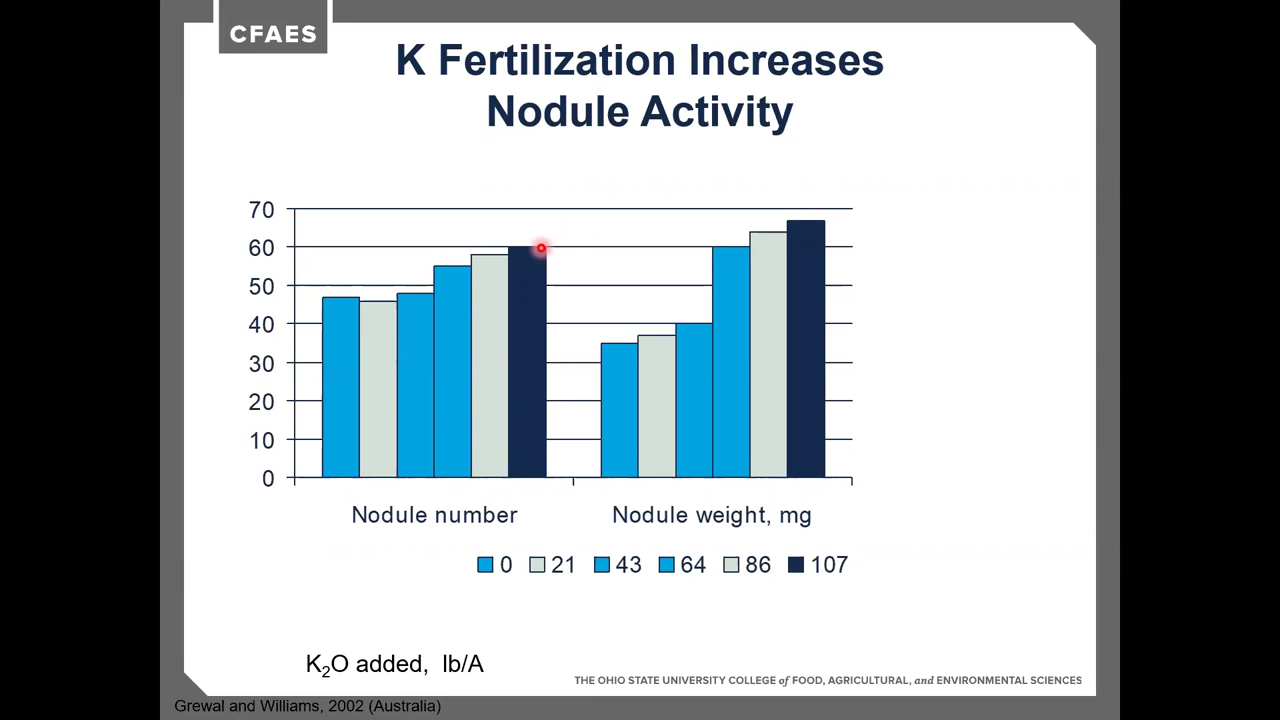 CFAES
K Fertilization Increases
Nodule Activity
70
60
50
40
30
20
10
0
Nodule number Nodule weight, mg
0 21 43 64 86 107
K₂O added, lb/A
THE OHIO STATE UNIVERSITY COLLEGE of FOOD, AGRICULTURAL, and ENVIRONMENTAL SCIENCES
Grewal and Williams, 2002 (Australia)